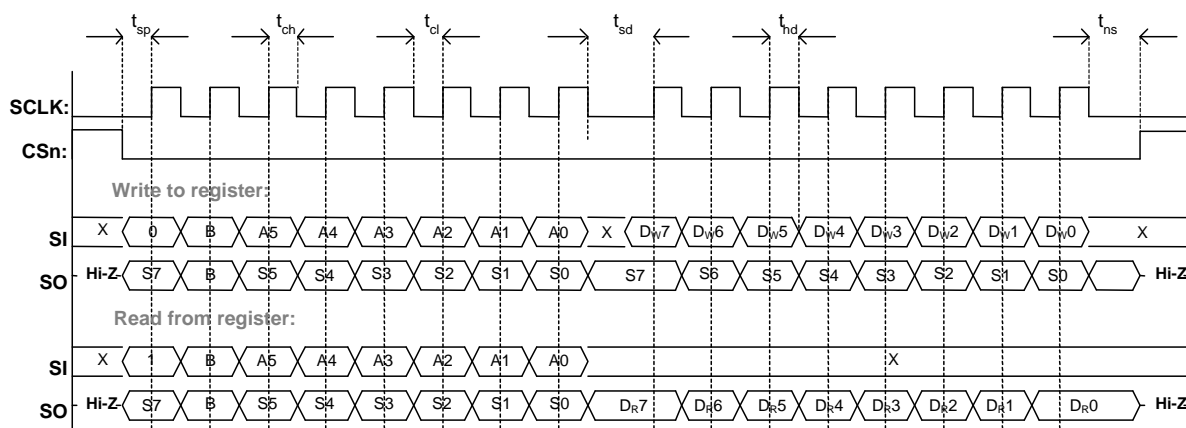 tsp tch tcl tsd thd tns
SCLK:
CSn:
Write to register:
SI X 0 B A5 A4 A3 A2 A1 A0 X DW7 DW6 DW5 DW4 DW3 DW2 DW1 DW0 X
SO Hi-Z S7 B S5 S4 S3 S2 S1 S0 S7 S6 S5 S4 S3 S2 S1 S0 Hi-Z
Read from register:
SI X 1 B A5 A4 A3 A2 A1 A0 X
SO Hi-Z S7 B S5 S4 S3 S2 S1 S0 DR7 DR6 DR5 DR4 DR3 DR2 DR1 DR0 Hi-Z